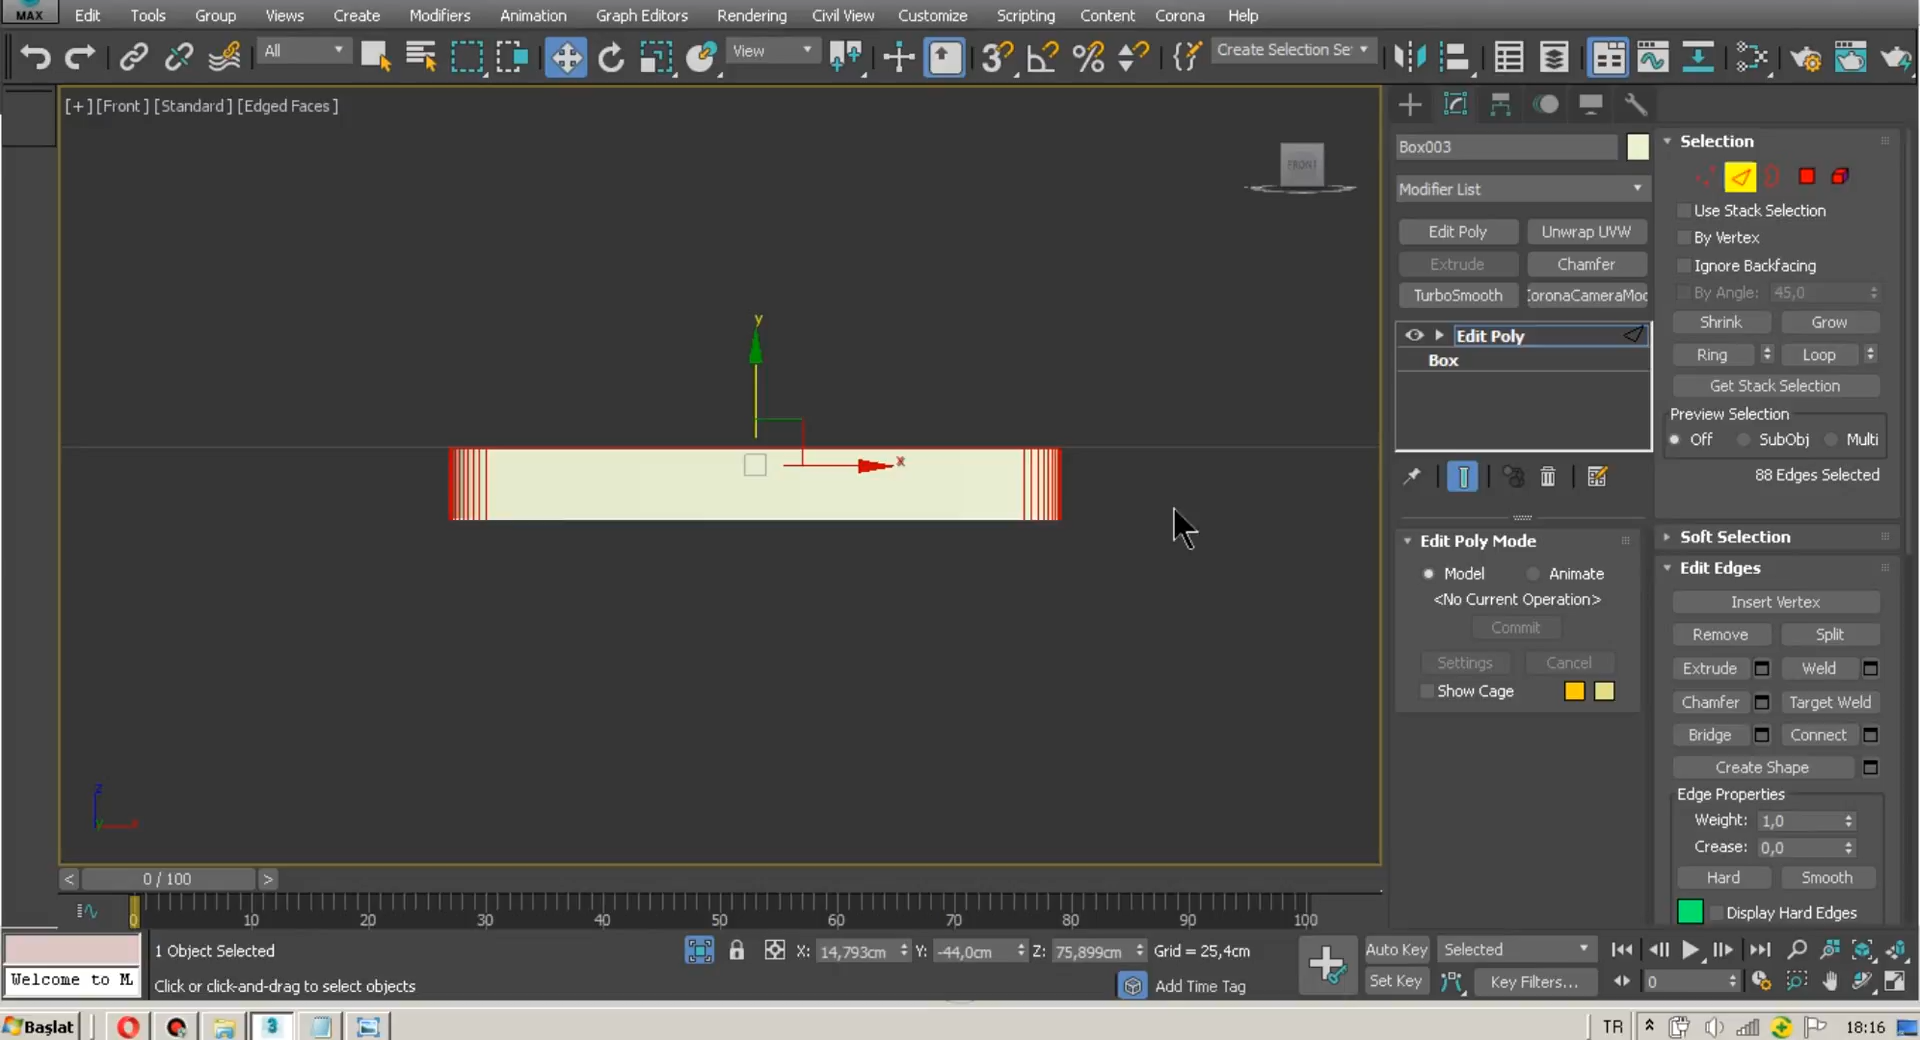 MAX Edit Tools Group Views Create Modifiers Animation Graph Editors Rendering Civil View Customize Scripting Content Corona Help
All View Create Selection Se
[+] [Front] [Standard] [Edged Faces]
FRONT
y
x
z
x
y
Box003
Modifier List
Edit Poly Unwrap UVW
Extrude Chamfer
TurboSmooth CoronaCameraMod
Edit Poly
Box
Edit Poly Mode
Model Animate
<No Current Operation>
Commit
Settings Cancel
Show Cage
Selection
Use Stack Selection
By Vertex
Ignore Backfacing
By Angle: 45,0
Shrink Grow
Ring Loop
Get Stack Selection
Preview Selection
Off SubObj Multi
88 Edges Selected
Soft Selection
Edit Edges
Insert Vertex
Remove Split
Extrude Weld
Chamfer Target Weld
Bridge Connect
Create Shape
Edge Properties
Weight: 1,0
Crease: 0,0
Hard Smooth
Display Hard Edges
< 0 / 100 >
0 10 20 30 40 50 60 70 80 90 100
1 Object Selected X: 14,793cm Y: -44,0cm Z: 75,899cm Grid = 25,4cm Auto Key Selected
Welcome to M. Click or click-and-drag to select objects Add Time Tag Set Key Key Filters... 0
Başlat 3 TR 18:16